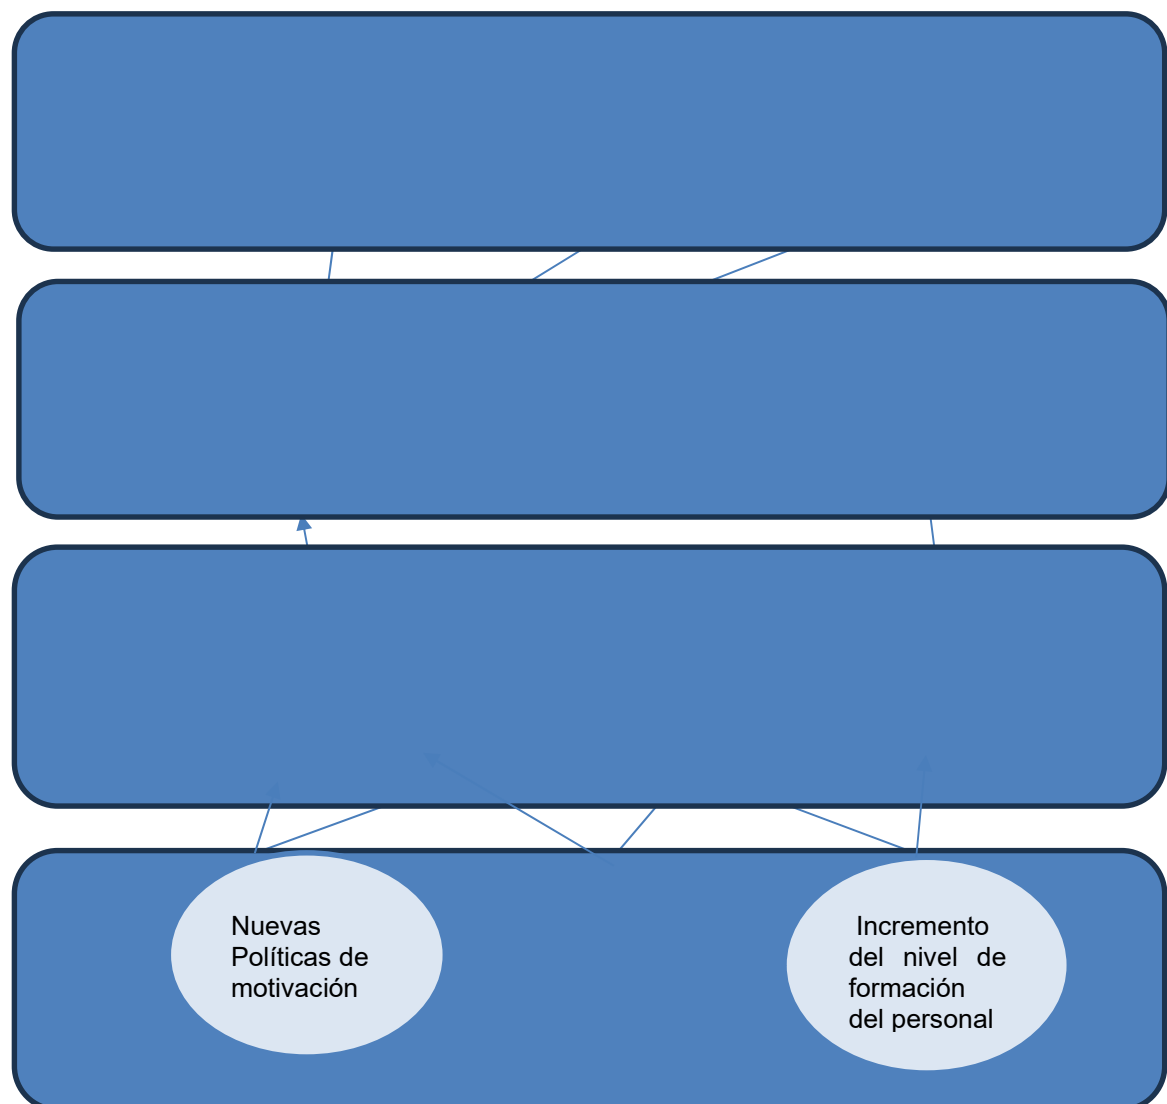 Nuevas
Políticas de
motivación
Incremento
del nivel de
formación
del personal